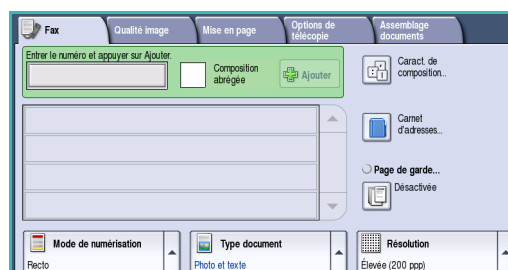 Fax
Qualité image
Mise en page
Options de
télécopie
Assemblage
documents
Entrer le numéro et appuyer sur Ajouter.
Composition
abrégée
Ajouter
Caract. de
composition...
Carnet
d'adresses...
Page de garde...
Désactivée
Mode de numérisation
Recto
Type document
Photo et texte
Résolution
Élevée (200 ppp)